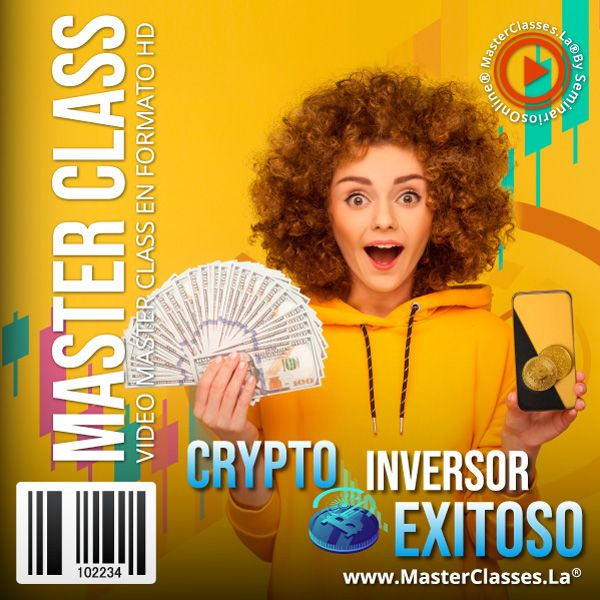 MASTER CLASS
VIDEO MASTER CLASS EN FORMATO HD
MasterClasses.La® By SeminariosOnline®
100
CRYPTO INVERSOR
EXITOSO
102234
www.MasterClasses.La®